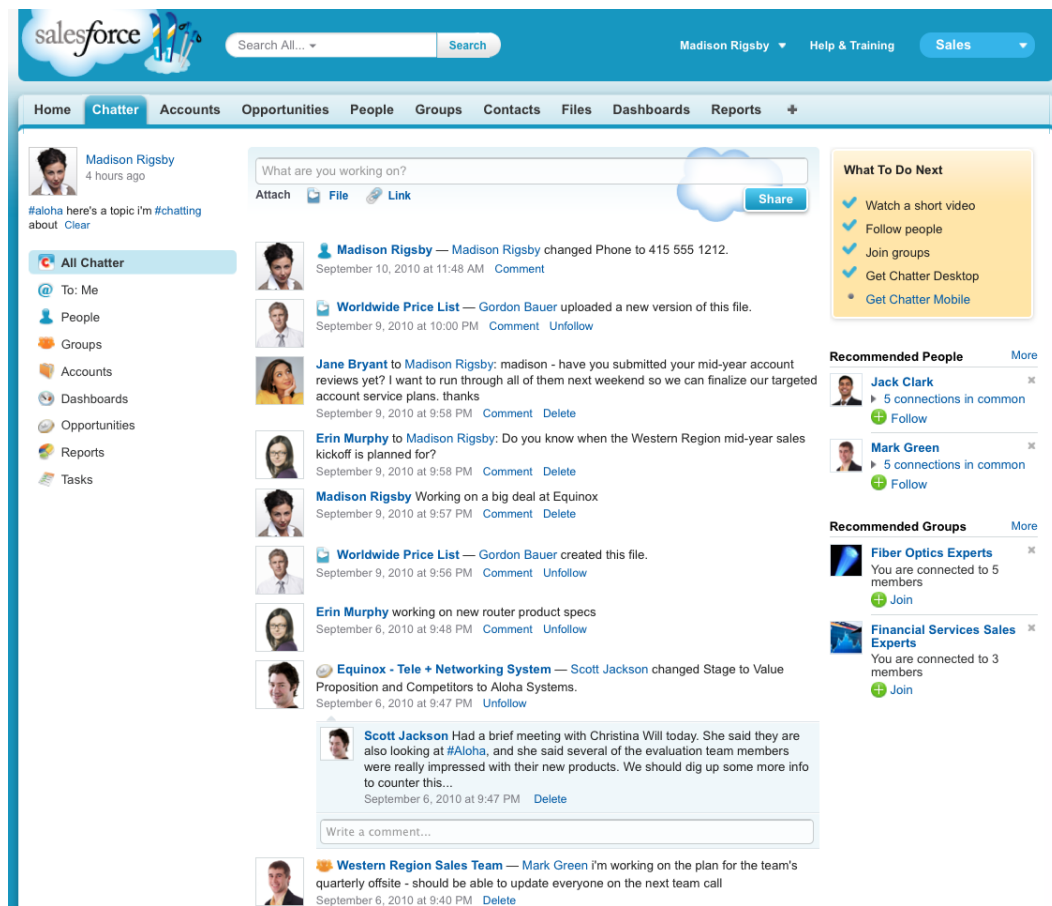 salesforce
Search All...
Search
Madison Rigsby
Help & Training
Sales
Home
Chatter
Accounts
Opportunities
People
Groups
Contacts
Files
Dashboards
Reports
+
Madison Rigsby
4 hours ago
#aloha here's a topic i'm #chatting
about Clear
All Chatter
@ To: Me
People
Groups
Accounts
Dashboards
Opportunities
Reports
Tasks
What are you working on?
Attach File Link
Share
Madison Rigsby — Madison Rigsby changed Phone to 415 555 1212.
September 10, 2010 at 11:48 AM Comment
Worldwide Price List — Gordon Bauer uploaded a new version of this file.
September 9, 2010 at 10:00 PM Comment Unfollow
Jane Bryant to Madison Rigsby: madison - have you submitted your mid-year account
reviews yet? I want to run through all of them next weekend so we can finalize our targeted
account service plans. thanks
September 9, 2010 at 9:58 PM Comment Delete
Erin Murphy to Madison Rigsby: Do you know when the Western Region mid-year sales
kickoff is planned for?
September 9, 2010 at 9:58 PM Comment Delete
Madison Rigsby Working on a big deal at Equinox
September 9, 2010 at 9:57 PM Comment Delete
Worldwide Price List — Gordon Bauer created this file.
September 9, 2010 at 9:56 PM Comment Unfollow
Erin Murphy working on new router product specs
September 6, 2010 at 9:48 PM Comment Unfollow
Equinox - Tele + Networking System — Scott Jackson changed Stage to Value
Proposition and Competitors to Aloha Systems.
September 6, 2010 at 9:47 PM Unfollow
Scott Jackson Had a brief meeting with Christina Will today. She said they are
also looking at #Aloha, and she said several of the evaluation team members
were really impressed with their new products. We should dig up some more info
to counter this...
September 6, 2010 at 9:47 PM Delete
Write a comment...
Western Region Sales Team — Mark Green i'm working on the plan for the team's
quarterly offsite - should be able to update everyone on the next team call
September 6, 2010 at 9:40 PM Delete
What To Do Next
Watch a short video
Follow people
Join groups
Get Chatter Desktop
Get Chatter Mobile
Recommended People More
Jack Clark
5 connections in common
Follow
Mark Green
5 connections in common
Follow
Recommended Groups More
Fiber Optics Experts
You are connected to 5
members
Join
Financial Services Sales
Experts
You are connected to 3
members
Join